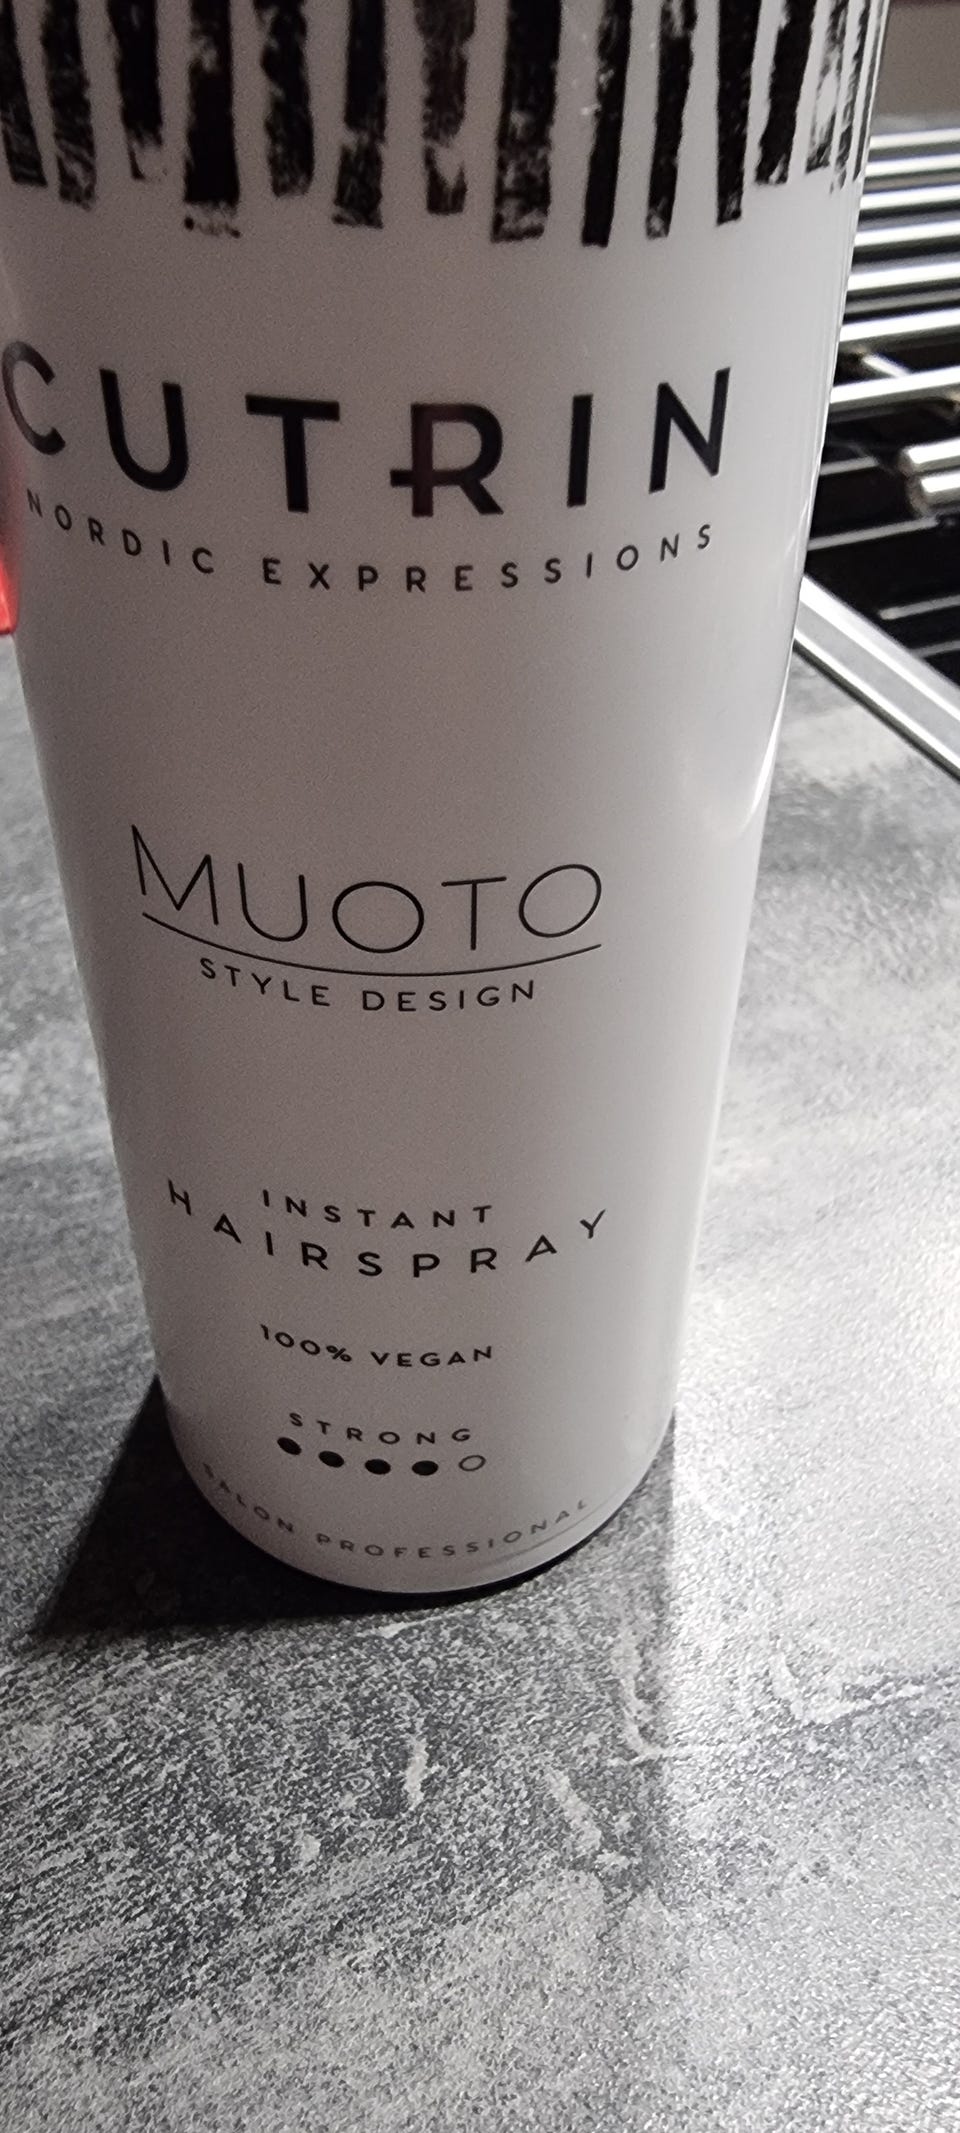 CUTRIN
NORDIC EXPRESSIONS
MUOTO
STYLE DESIGN
INSTANT
HAIRSPRAY
100% VEGAN
STRONG
SALON PROFESSIONAL